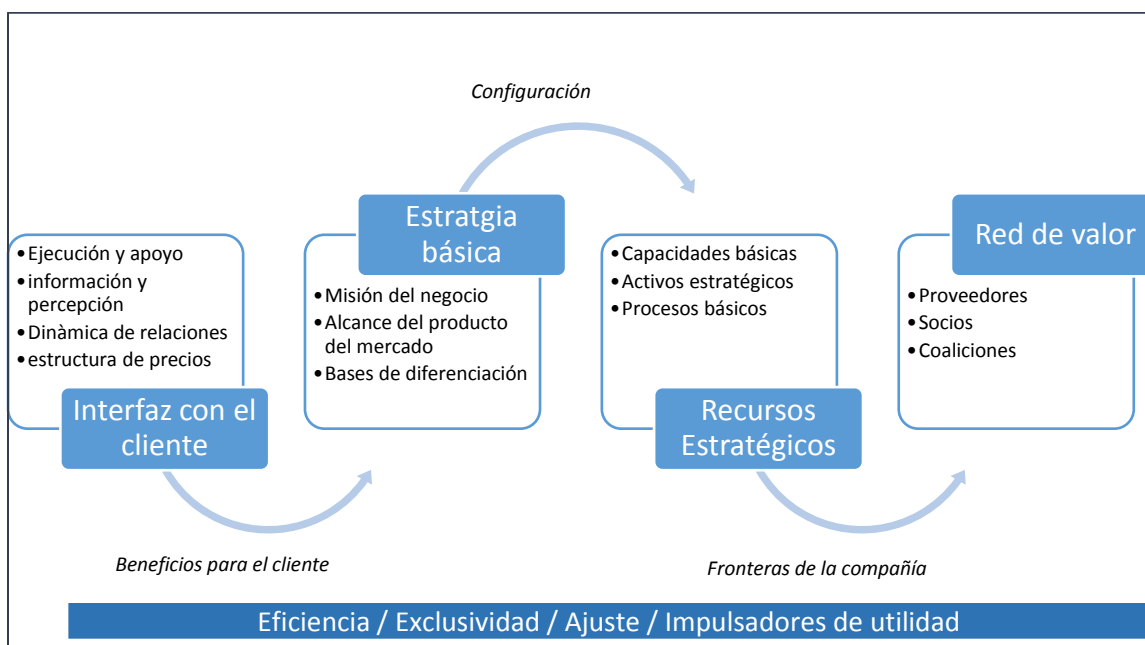 Configuración
Estratgia
básica
Red de valor
•Ejecución y apoyo
•información y
percepción
•Dinàmica de relaciones
•estructura de precios
Interfaz con el
cliente
•Misión del negocio
•Alcance del producto
del mercado
•Bases de diferenciación
•Capacidades básicas
•Activos estratégicos
•Procesos básicos
Recursos
Estratégicos
•Proveedores
•Socios
•Coaliciones
Beneficios para el cliente
Fronteras de la compañía
Eficiencia / Exclusividad / Ajuste / Impulsadores de utilidad